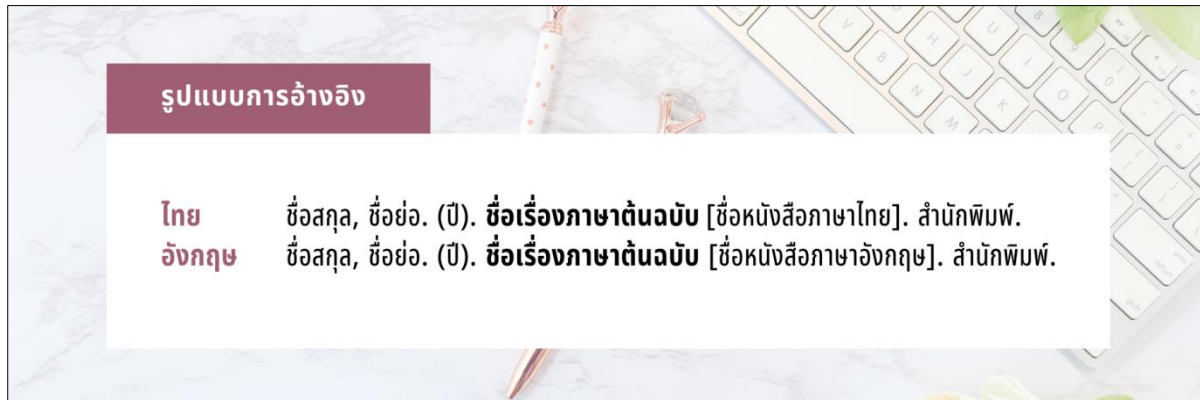 รูปแบบการอ้างอิง
ไทย ชื่อสกุล, ชื่อย่อ. (ปี). ชื่อเรื่องภาษาต้นฉบับ [ชื่อหนังสือภาษาไทย]. สำนักพิมพ์.
อังกฤษ ชื่อสกุล, ชื่อย่อ. (ปี). ชื่อเรื่องภาษาต้นฉบับ [ชื่อหนังสือภาษาอังกฤษ]. สำนักพิมพ์.